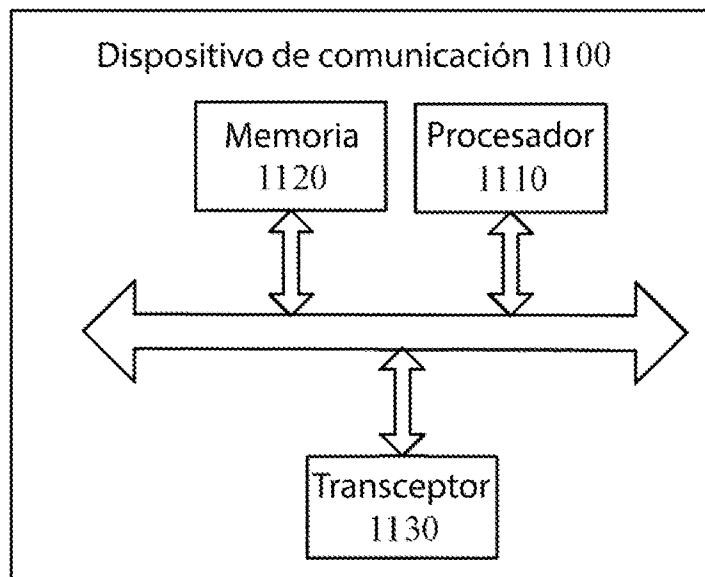 Dispositivo de comunicación 1100
Memoria
1120
Procesador
1110
Transceptor
1130